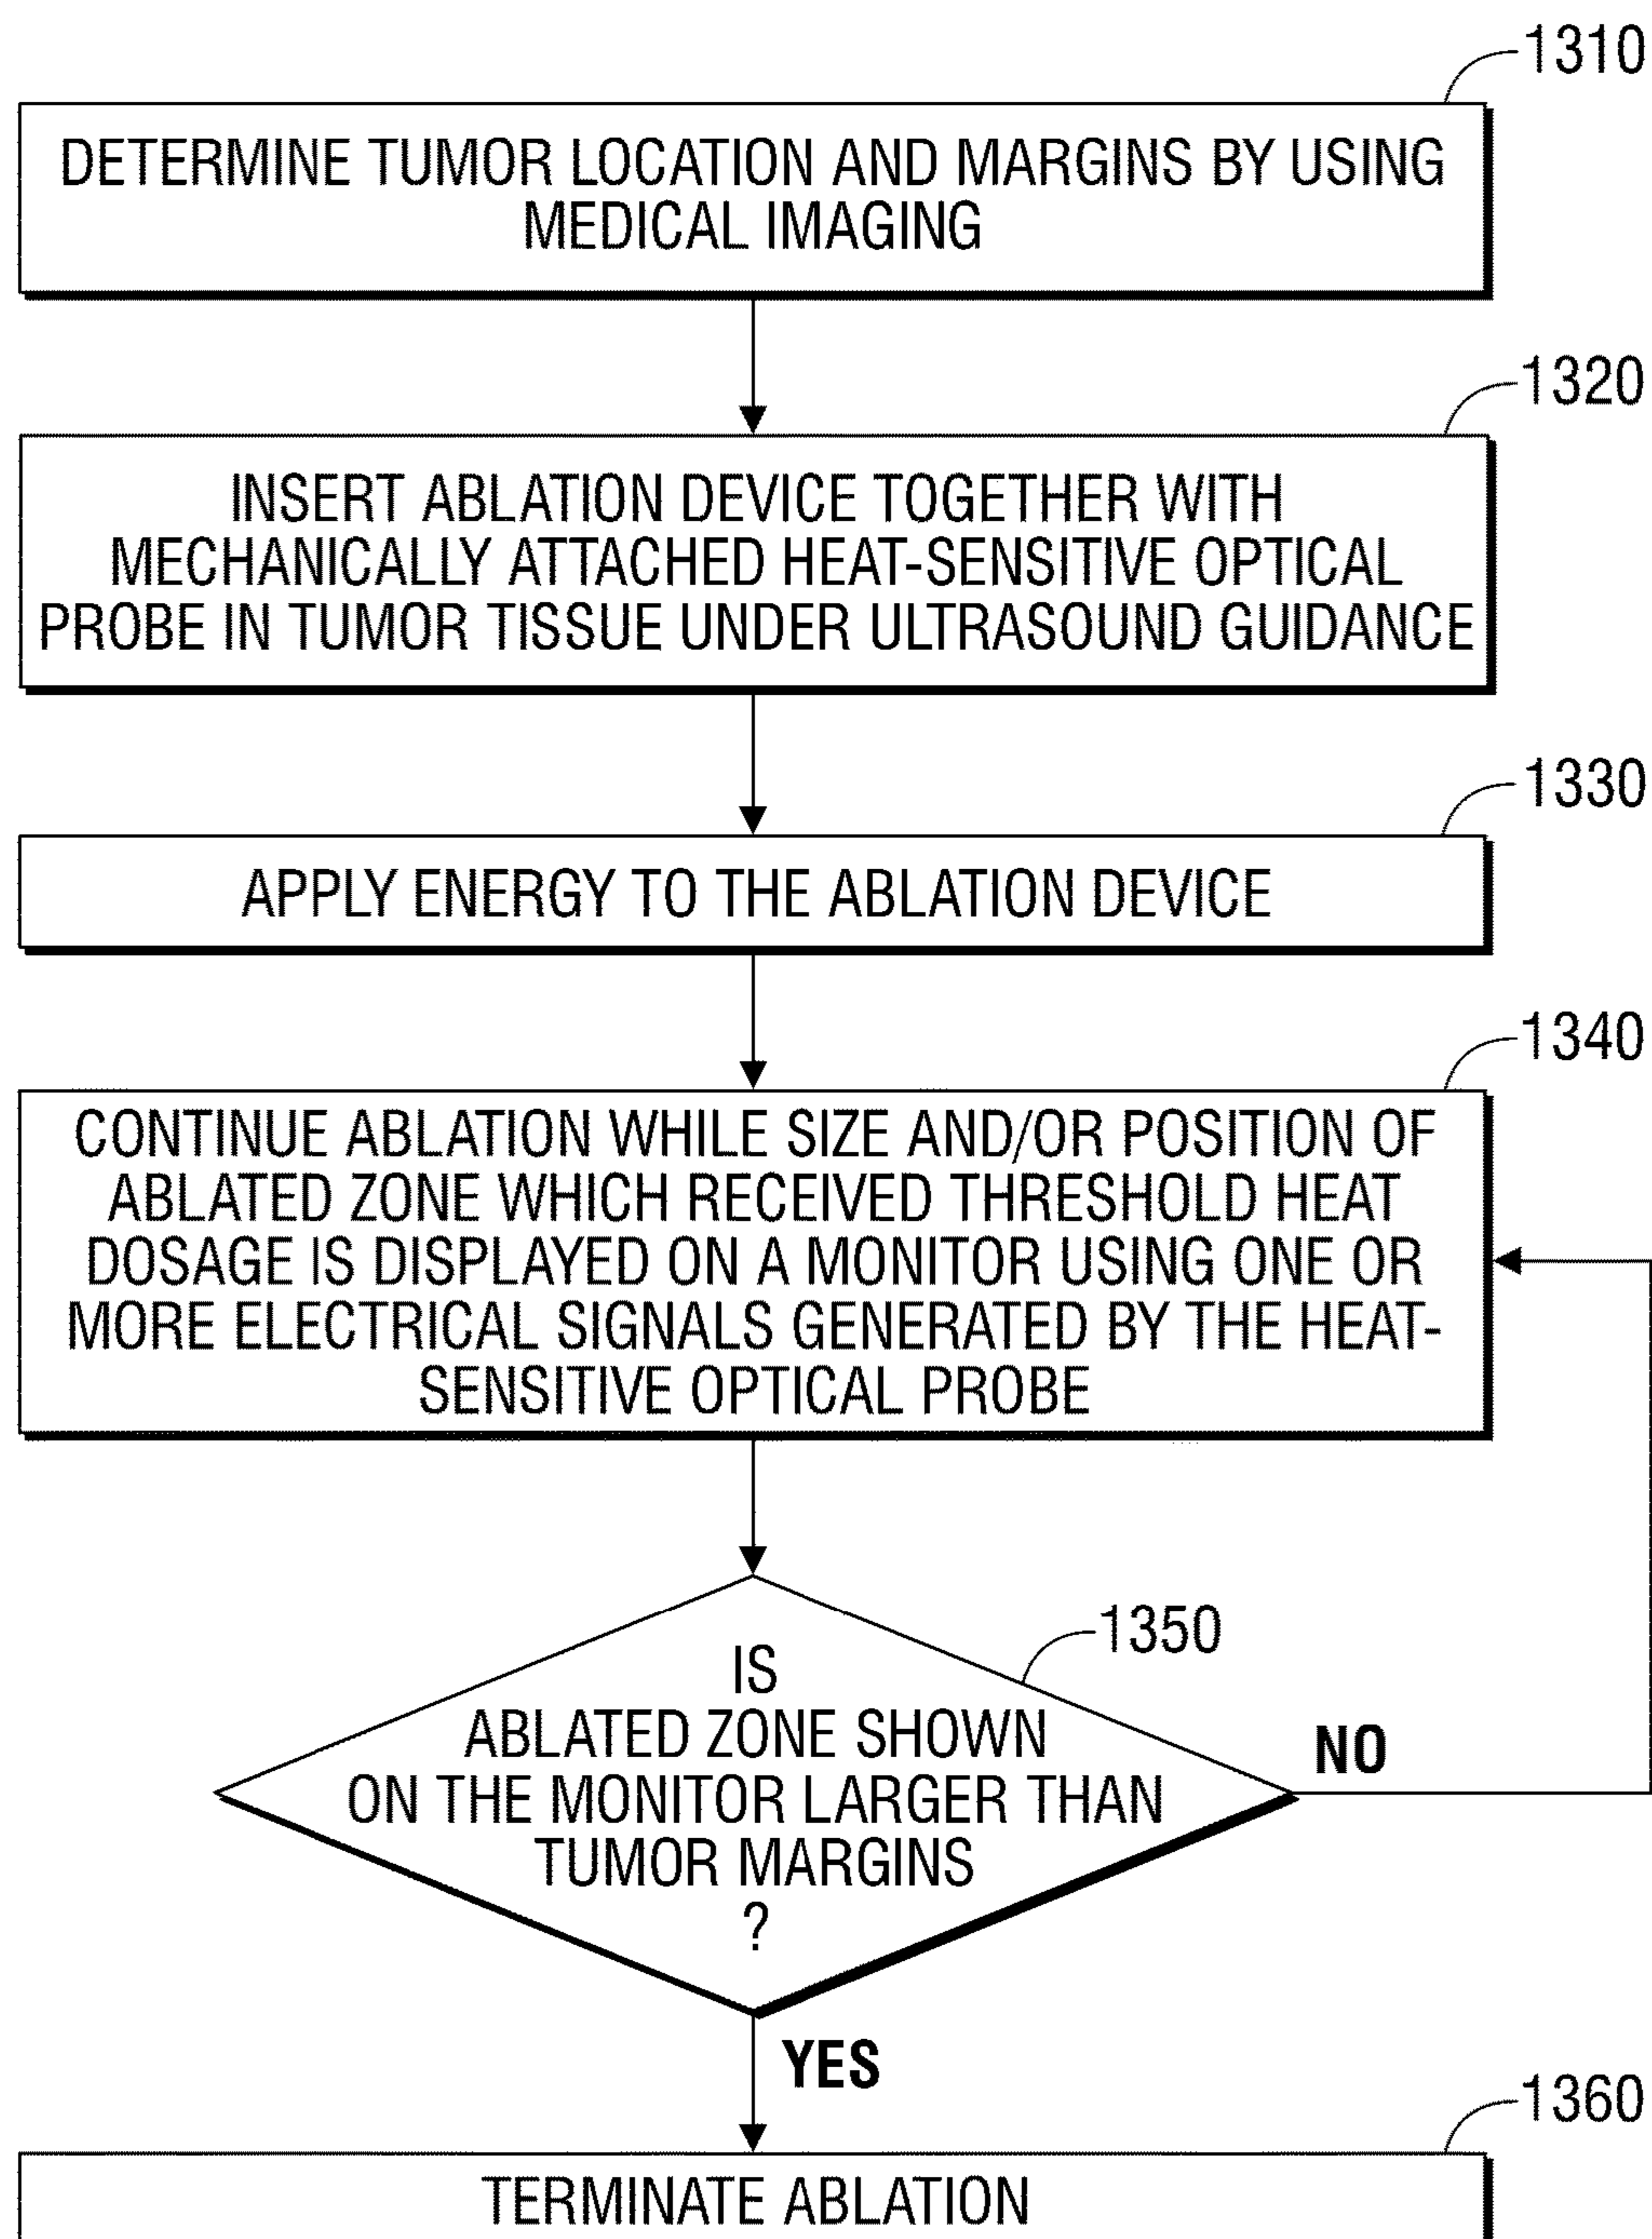 1310
DETERMINE TUMOR LOCATION AND MARGINS BY USING
MEDICAL IMAGING
1320
INSERT ABLATION DEVICE TOGETHER WITH
MECHANICALLY ATTACHED HEAT-SENSITIVE OPTICAL
PROBE IN TUMOR TISSUE UNDER ULTRASOUND GUIDANCE
1330
APPLY ENERGY TO THE ABLATION DEVICE
1340
CONTINUE ABLATION WHILE SIZE AND/OR POSITION OF
ABLATED ZONE WHICH RECEIVED THRESHOLD HEAT
DOSAGE IS DISPLAYED ON A MONITOR USING ONE OR
MORE ELECTRICAL SIGNALS GENERATED BY THE HEAT-
SENSITIVE OPTICAL PROBE
1350
IS
ABLATED ZONE SHOWN
ON THE MONITOR LARGER THAN
TUMOR MARGINS
?
NO
YES
1360
TERMINATE ABLATION